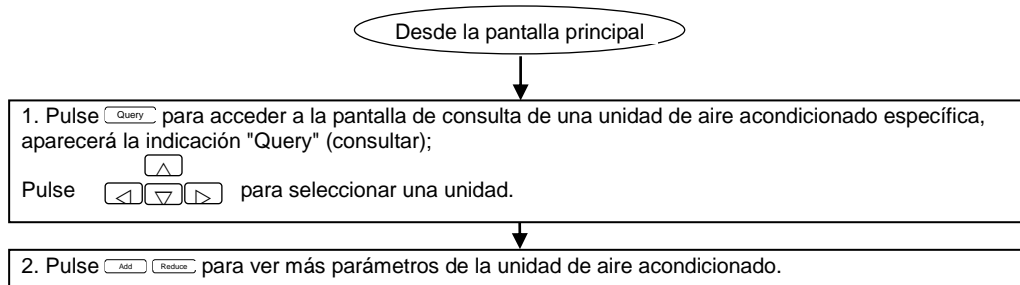 Desde la pantalla principal
1. Pulse Query para acceder a la pantalla de consulta de una unidad de aire acondicionado específica,
aparecerá la indicación "Query" (consultar);
Pulse para seleccionar una unidad.
2. Pulse Add Reduce para ver más parámetros de la unidad de aire acondicionado.